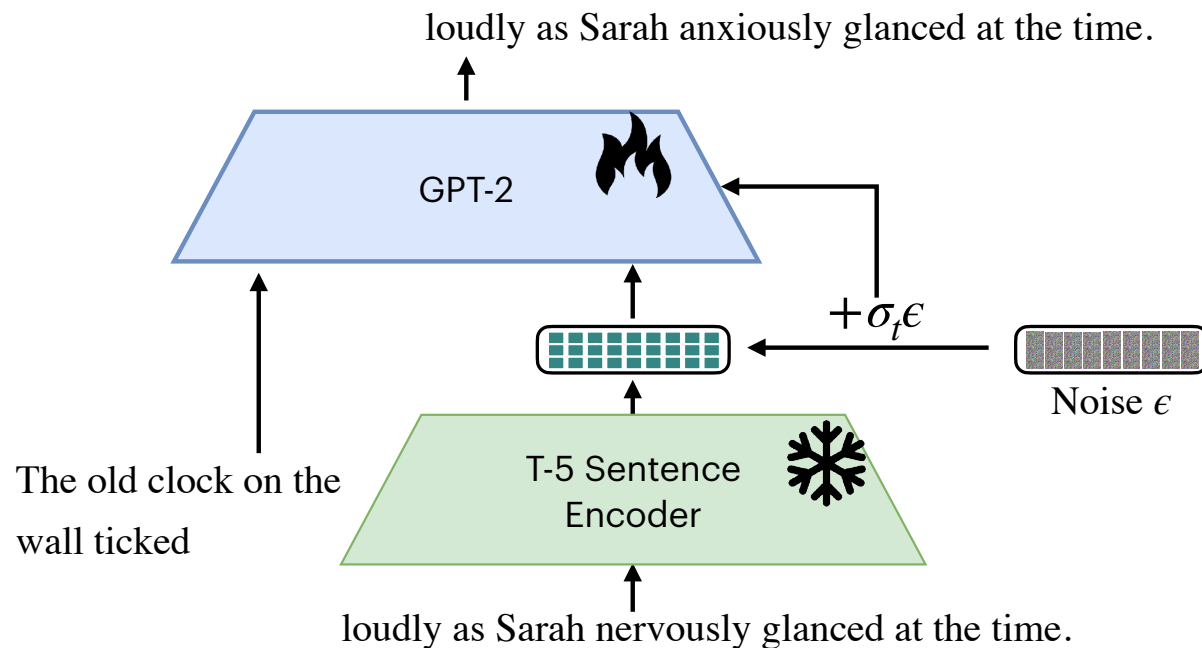 loudly as Sarah anxiously glanced at the time.
GPT-2
+σₜϵ
Noise ϵ
The old clock on the
wall ticked
T-5 Sentence
Encoder
loudly as Sarah nervously glanced at the time.